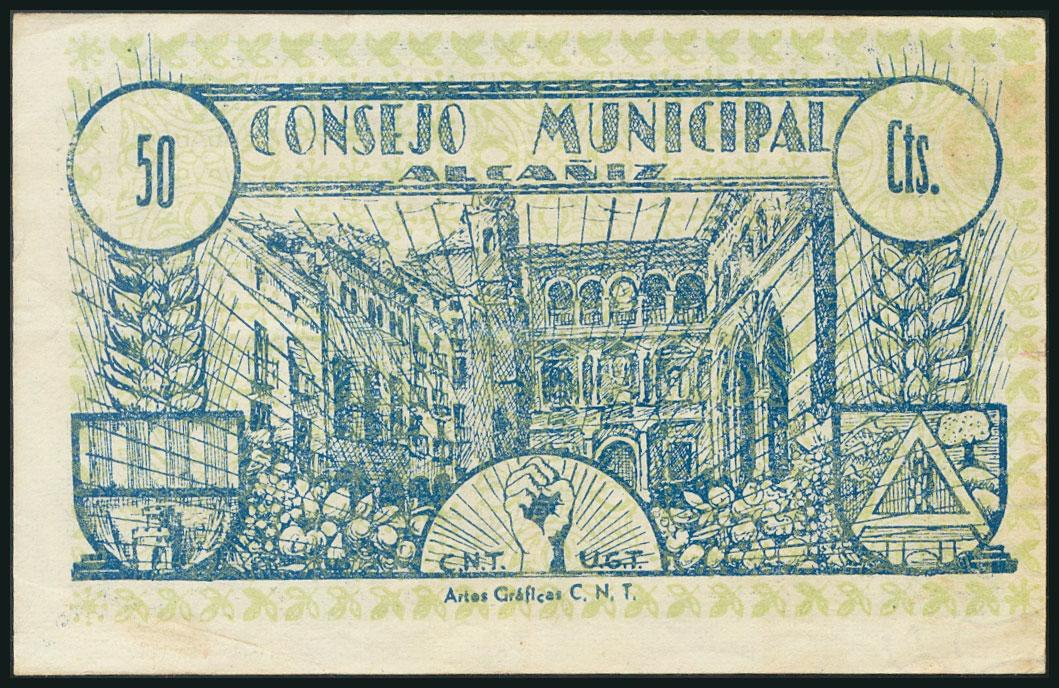 50
CONSEJO MUNICIPAL
Cts.
ALCAÑIZ
C.N.T. U.G.T.
Artes Gráficas C. N. T.